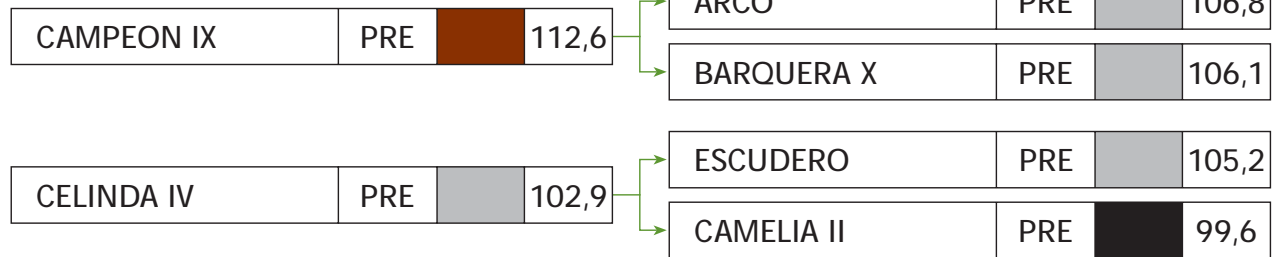 ARCO PRE 106,8
CAMPEON IX PRE 112,6
BARQUERA X PRE 106,1
ESCUDERO PRE 105,2
CELINDA IV PRE 102,9
CAMELIA II PRE 99,6